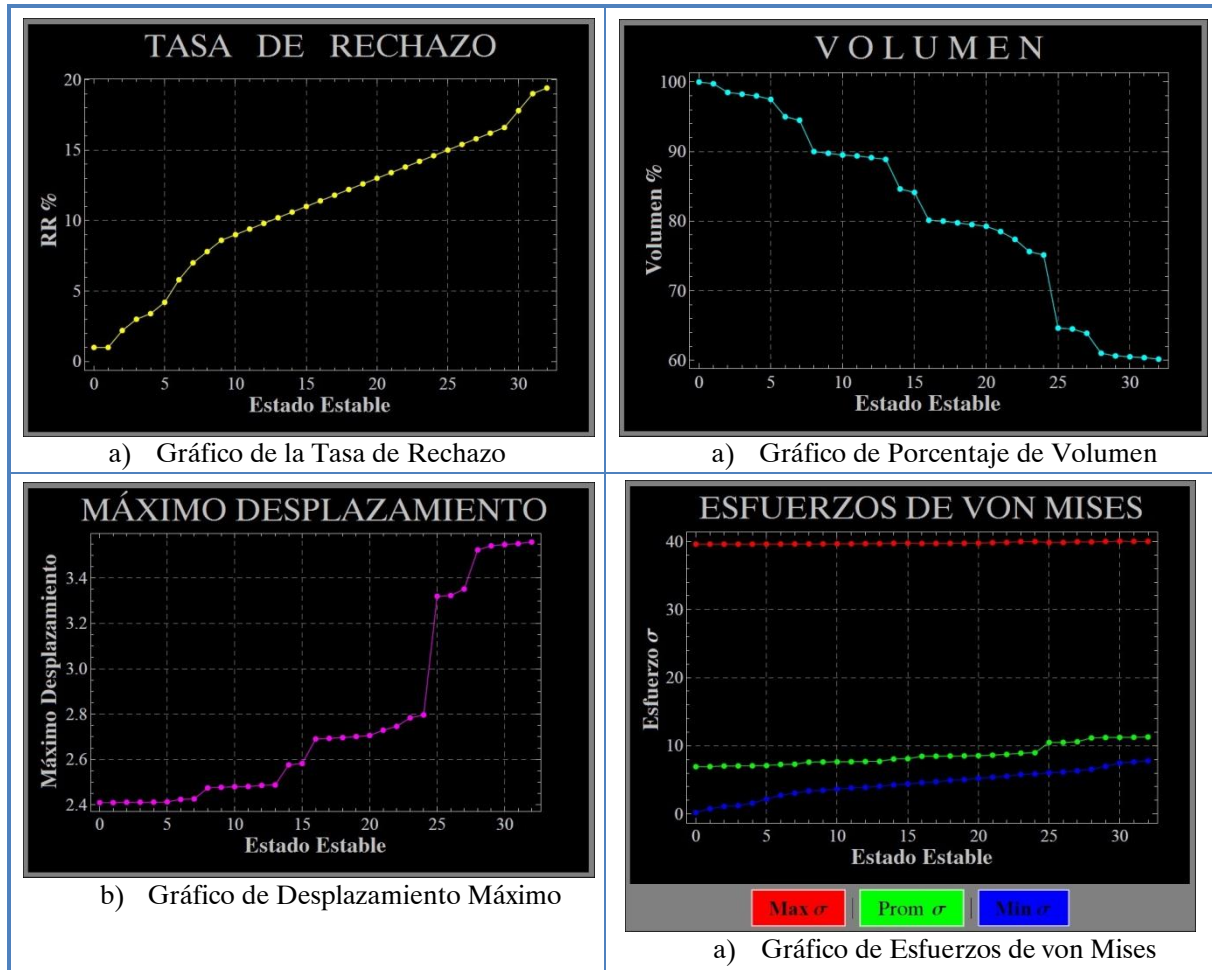 TASA DE RECHAZO
20
15
10
5
0
RR %
0 5 10 15 20 25 30
Estado Estable
a) Gráfico de la Tasa de Rechazo
VOLUMEN
100
90
80
70
60
Volumen %
0 5 10 15 20 25 30
Estado Estable
a) Gráfico de Porcentaje de Volumen
MÁXIMO DESPLAZAMIENTO
3.4
3.2
3.0
2.8
2.6
2.4
Máximo Desplazamiento
0 5 10 15 20 25 30
Estado Estable
b) Gráfico de Desplazamiento Máximo
ESFUERZOS DE VON MISES
40
30
20
10
0
Esfuerzo σ
0 5 10 15 20 25 30
Estado Estable
Max σ | Prom σ | Min σ
a) Gráfico de Esfuerzos de von Mises